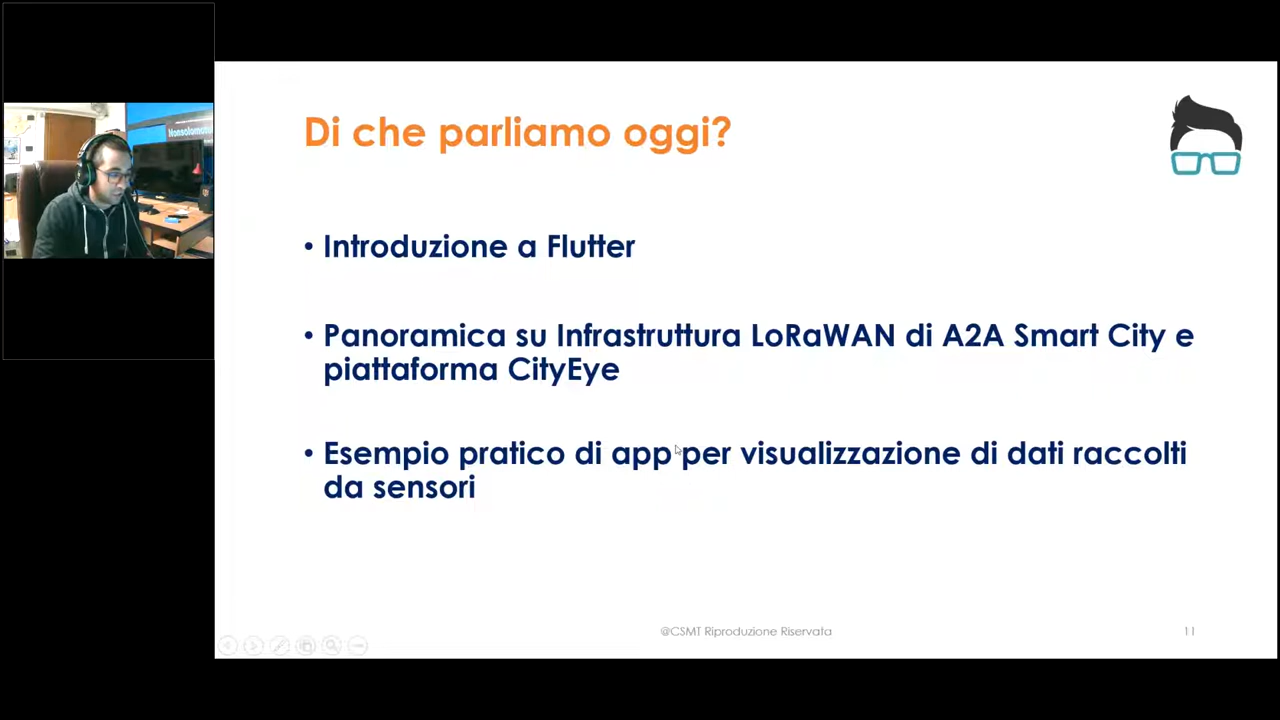 Di che parliamo oggi?
• Introduzione a Flutter
• Panoramica su Infrastruttura LoRaWAN di A2A Smart City e
piattaforma CityEye
• Esempio pratico di app per visualizzazione di dati raccolti
da sensori
@CSMT Riproduzione Riservata
11